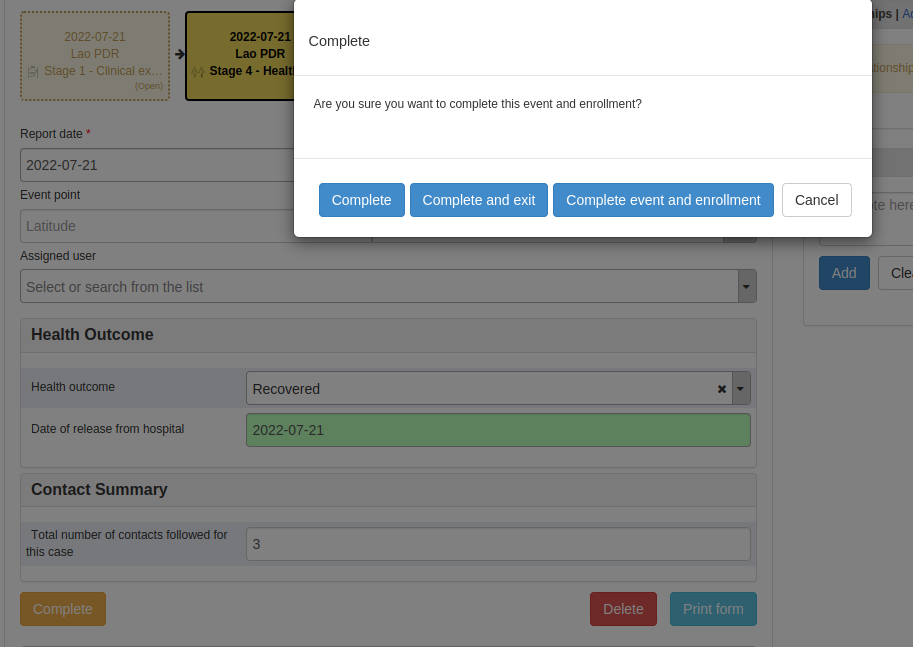 2022-07-21
Lao PDR
Stage 1 - Clinical ex...
(Open)
2022-07-21
Lao PDR
Stage 4 - Healt
Complete
Are you sure you want to complete this event and enrollment?
Complete
Complete and exit
Complete event and enrollment
Cancel
Report date *
2022-07-21
Event point
Latitude
Assigned user
Select or search from the list
Health Outcome
Health outcome
Recovered
Date of release from hospital
2022-07-21
Contact Summary
Total number of contacts followed for
this case
3
Complete
Delete
Print form
ships | Ad
tionship
te here
Add
Clea